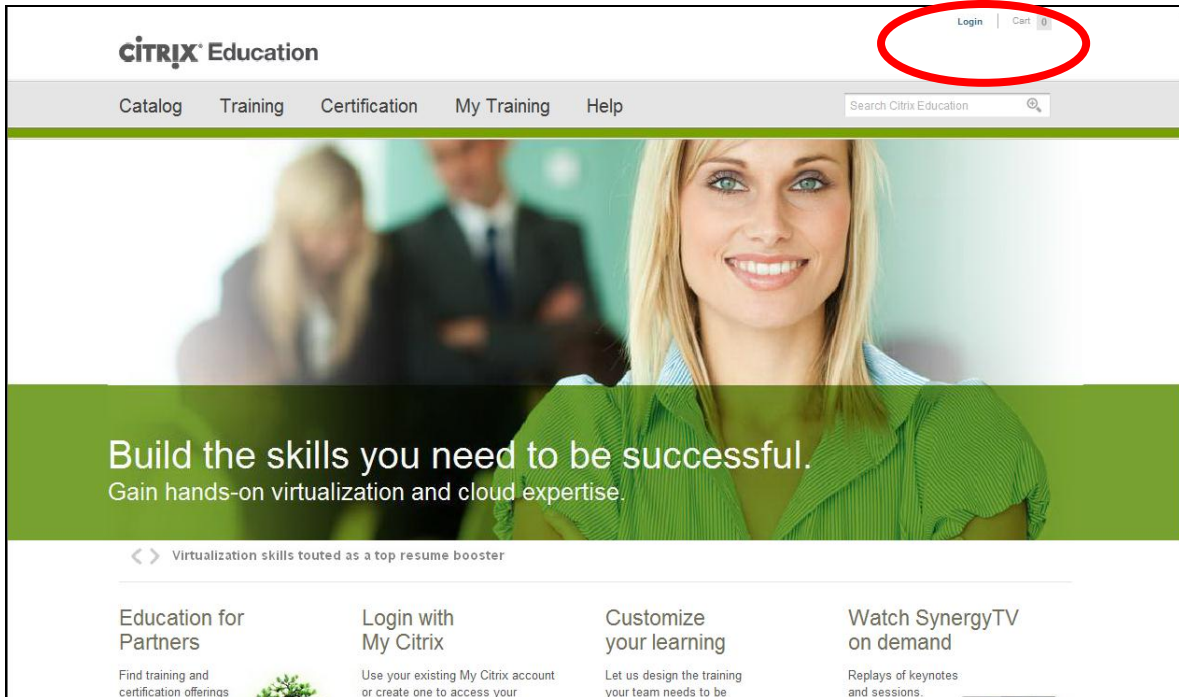 Login Cart 0
CİTRIX® Education
Catalog Training Certification My Training Help
Search Citrix Education
Build the skills you need to be successful.
Gain hands-on virtualization and cloud expertise.
Virtualization skills touted as a top resume booster
Education for
Partners
Find training and
certification offerings
Login with
My Citrix
Use your existing My Citrix account
or create one to access your
Customize
your learning
Let us design the training
your team needs to be
Watch SynergyTV
on demand
Replays of keynotes
and sessions.